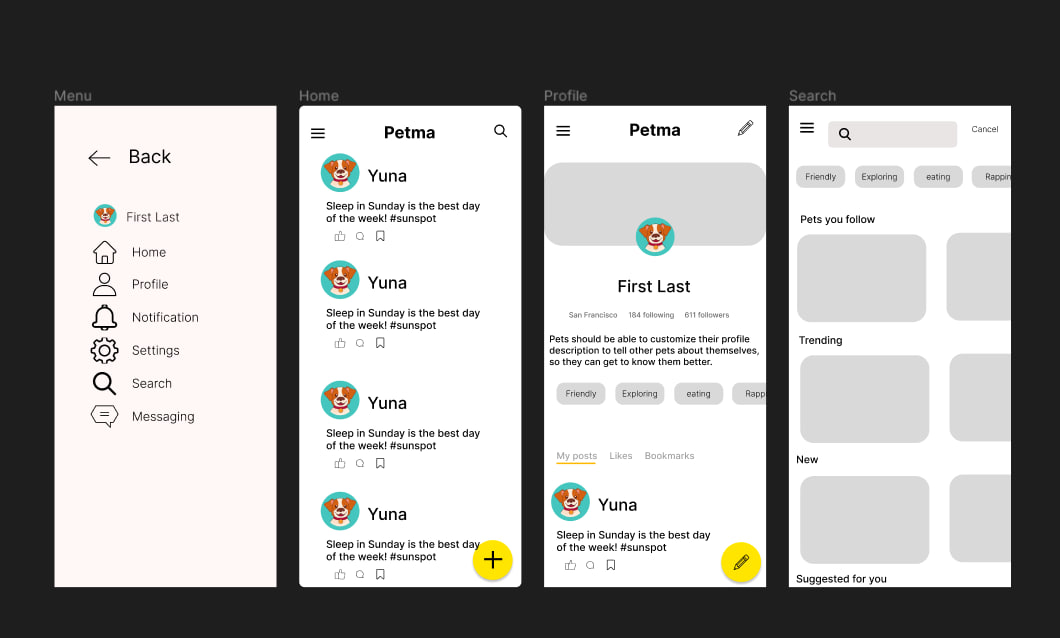 Menu
Back
First Last
Home
Profile
Notification
Settings
Search
Messaging
Home
Petma
Yuna
Sleep in Sunday is the best day
of the week! #sunspot
Yuna
Sleep in Sunday is the best day
of the week! #sunspot
Yuna
Sleep in Sunday is the best day
of the week! #sunspot
Yuna
Sleep in Sunday is the best day
of the week! #sunspot
Profile
Petma
First Last
San Francisco 184 following 611 followers
Pets should be able to customize their profile
description to tell other pets about themselves,
so they can get to know them better.
Friendly Exploring eating Rapp
My posts Likes Bookmarks
Yuna
Sleep in Sunday is the best day
of the week! #sunspot
Search
Cancel
Friendly Exploring eating Rappin
Pets you follow
Trending
New
Suggested for you